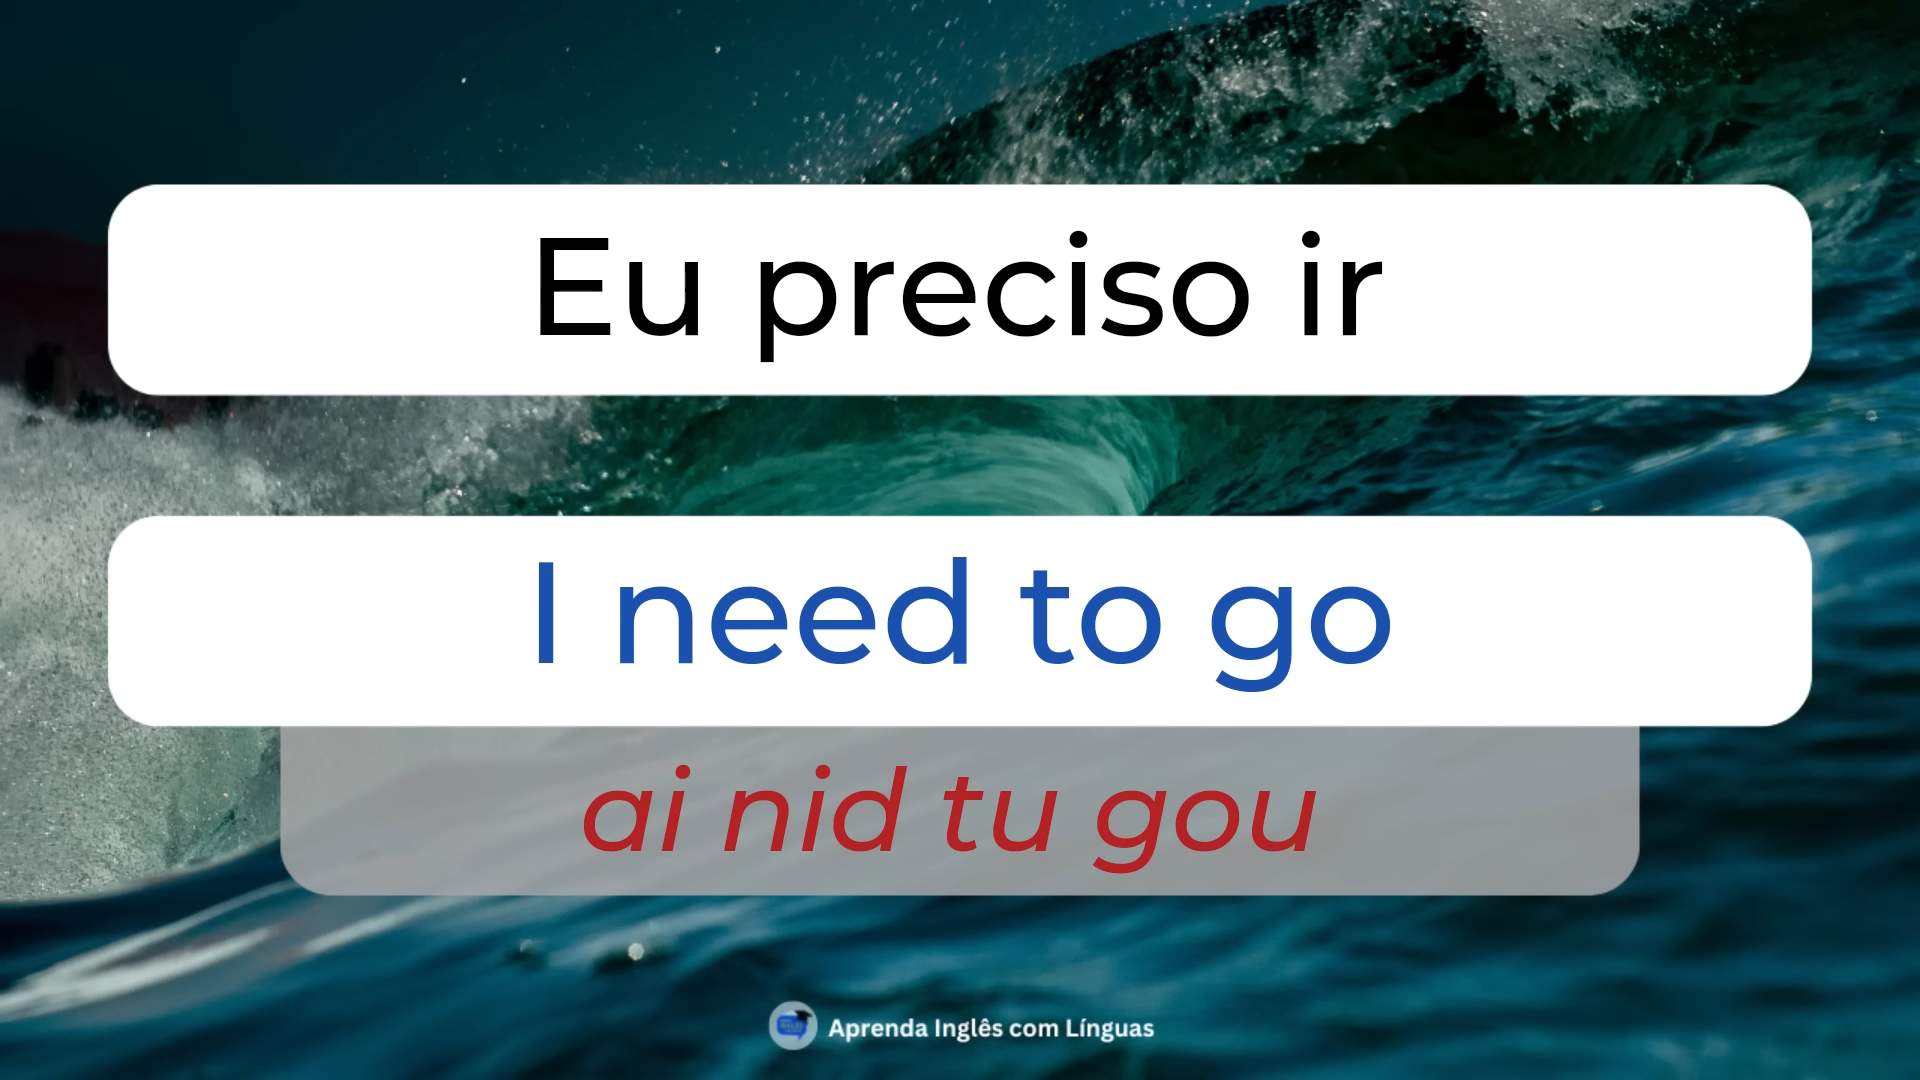 Eu preciso ir
I need to go
ai nid tu gou
Aprenda Inglês com Línguas